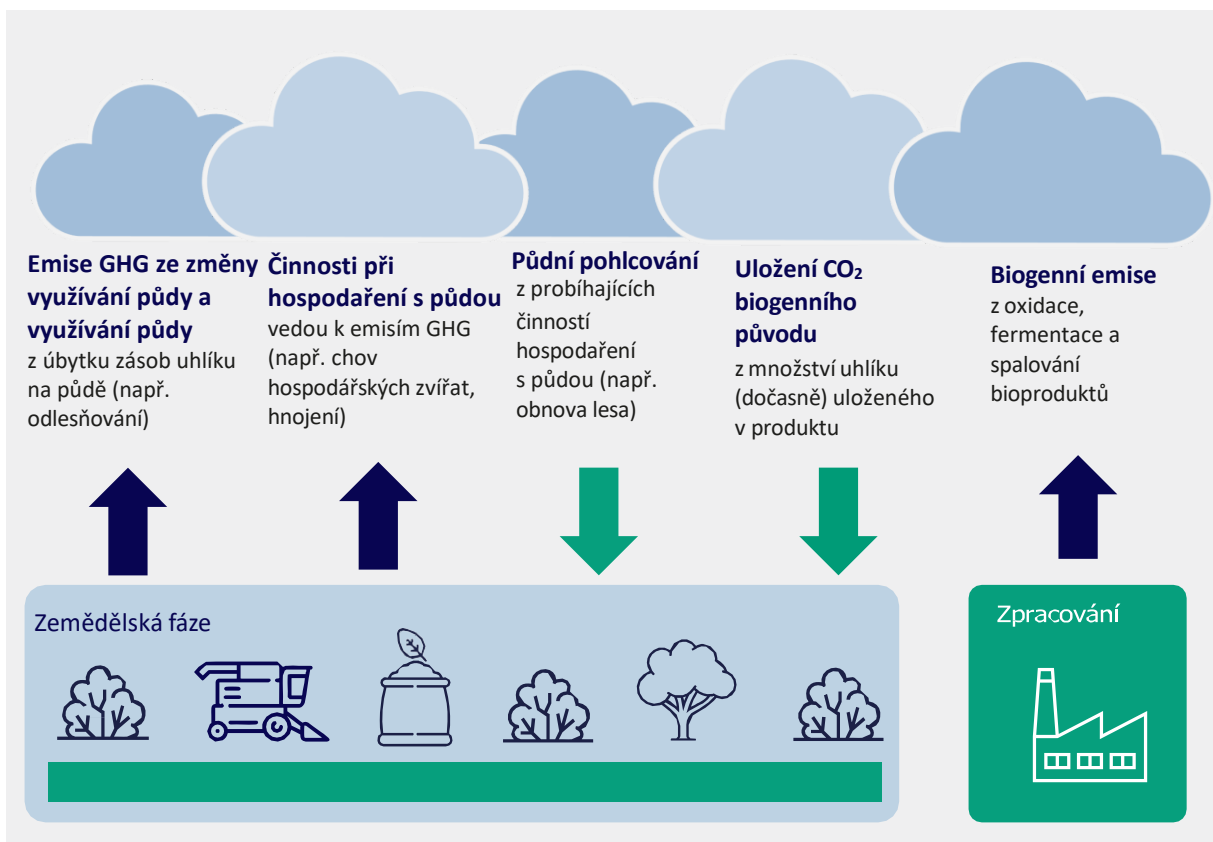 Emise GHG ze změny
využívání půdy a
využívání půdy
z úbytku zásob uhlíku
na půdě (např.
odlesňování)
Činnosti při
hospodaření s půdou
vedou k emisím GHG
(např. chov
hospodářských zvířat,
hnojení)
Půdní pohlcování
z probíhajících
činností
hospodaření
s půdou (např.
obnova lesa)
Uložení CO₂
biogenního
původu
z množství uhlíku
(dočasně) uloženého
v produktu
Biogenní emise
z oxidace,
fermentace a
spalování
bioproduktů
Zemědělská fáze
Zpracování